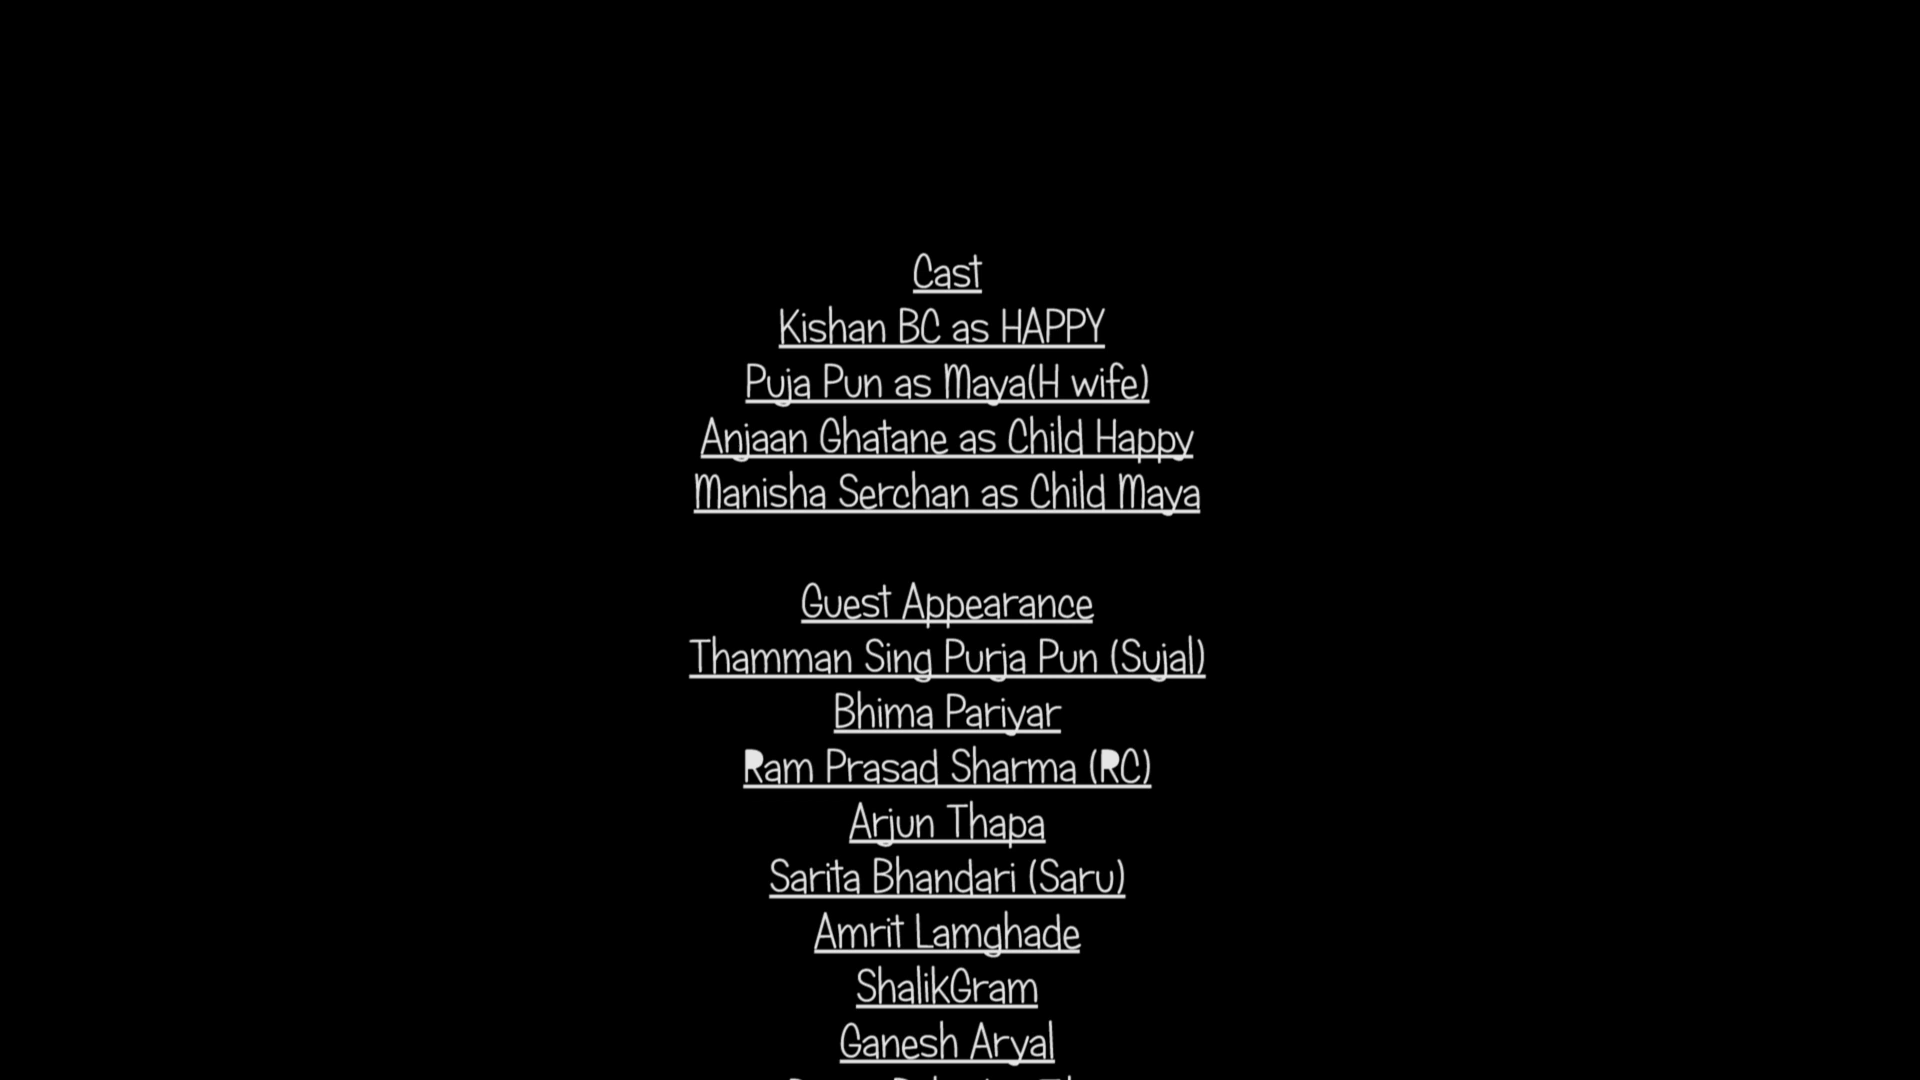 Cast
Kishan BC as HAPPY
Puja Pun as Maya(H wife)
Anjaan Ghatane as Child Happy
Manisha Serchan as Child Maya
Guest Appearance
Thamman Sing Purja Pun (Sujal)
Bhima Pariyar
Ram Prasad Sharma (RC)
Arjun Thapa
Sarita Bhandari (Saru)
Amrit Lamghade
ShalikGram
Ganesh Aryal